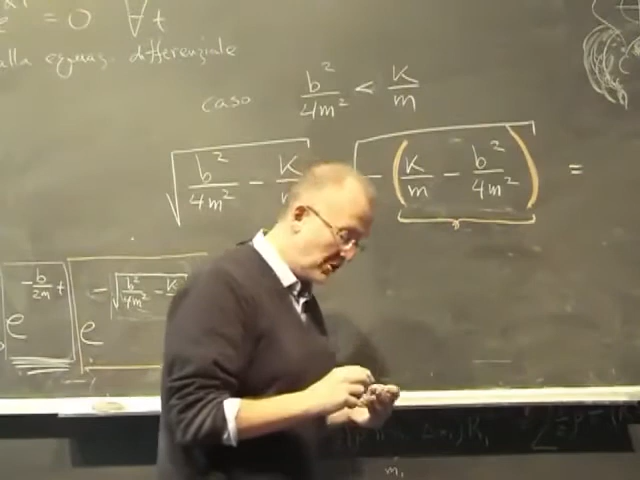 = 0 ∀ t
alla equaz. differenziale
caso b²/4m² < K/m
√(b²/4m² - K √(-(K/m - b²/4m²)) =
e^(-b/2m t) e^(-√(b²/4m² - K